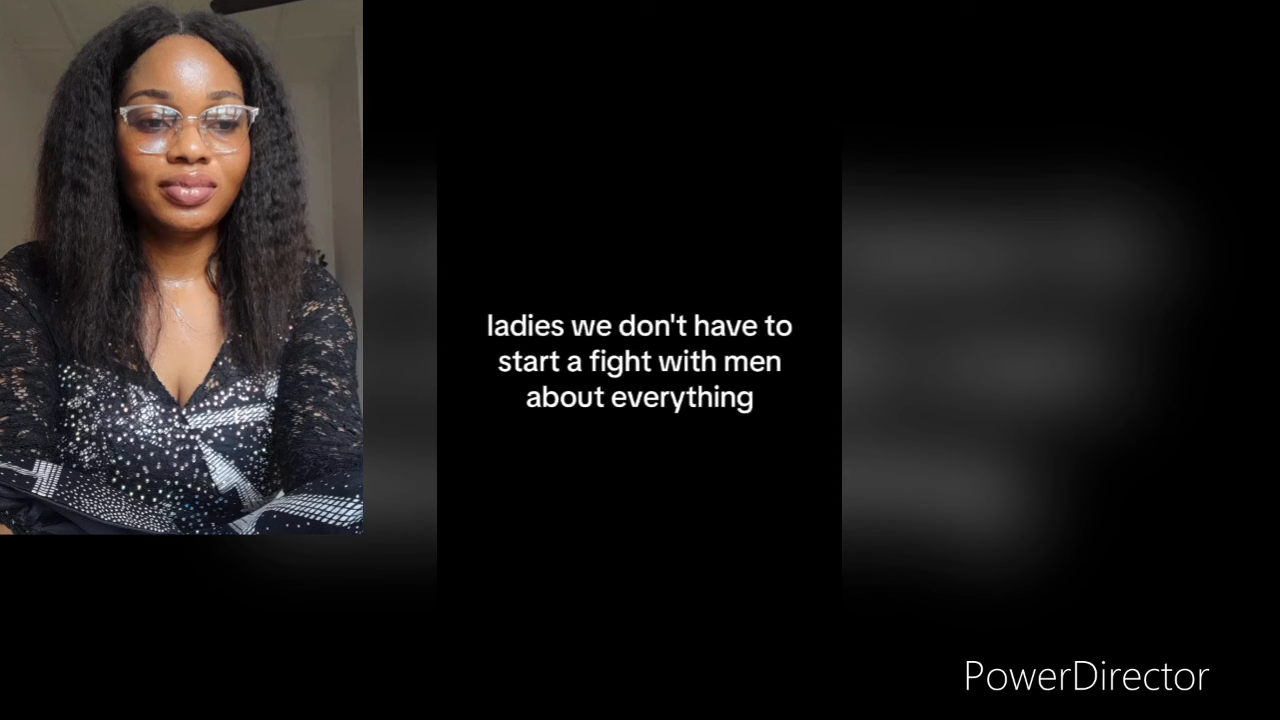 ladies we don't have to
start a fight with men
about everything
PowerDirector